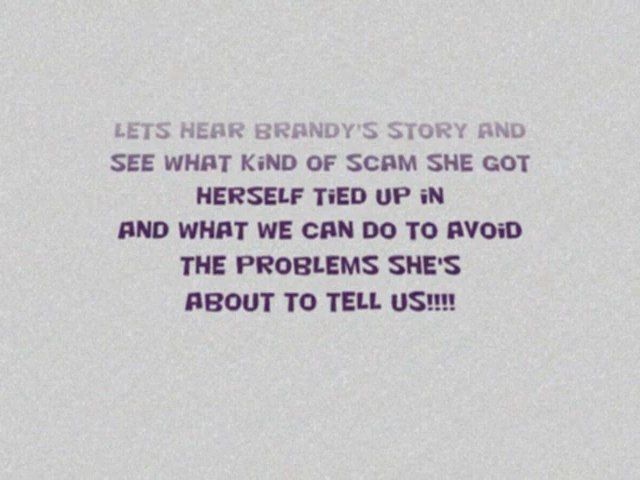 LETS HEAR BRANDY'S STORY AND
SEE WHAT KiND OF SCAM SHE GOT
HERSELF TiED UP iN
AND WHAT WE CAN DO TO AVOiD
THE PROBLEMS SHE'S
ABOUT TO TELL US!!!!